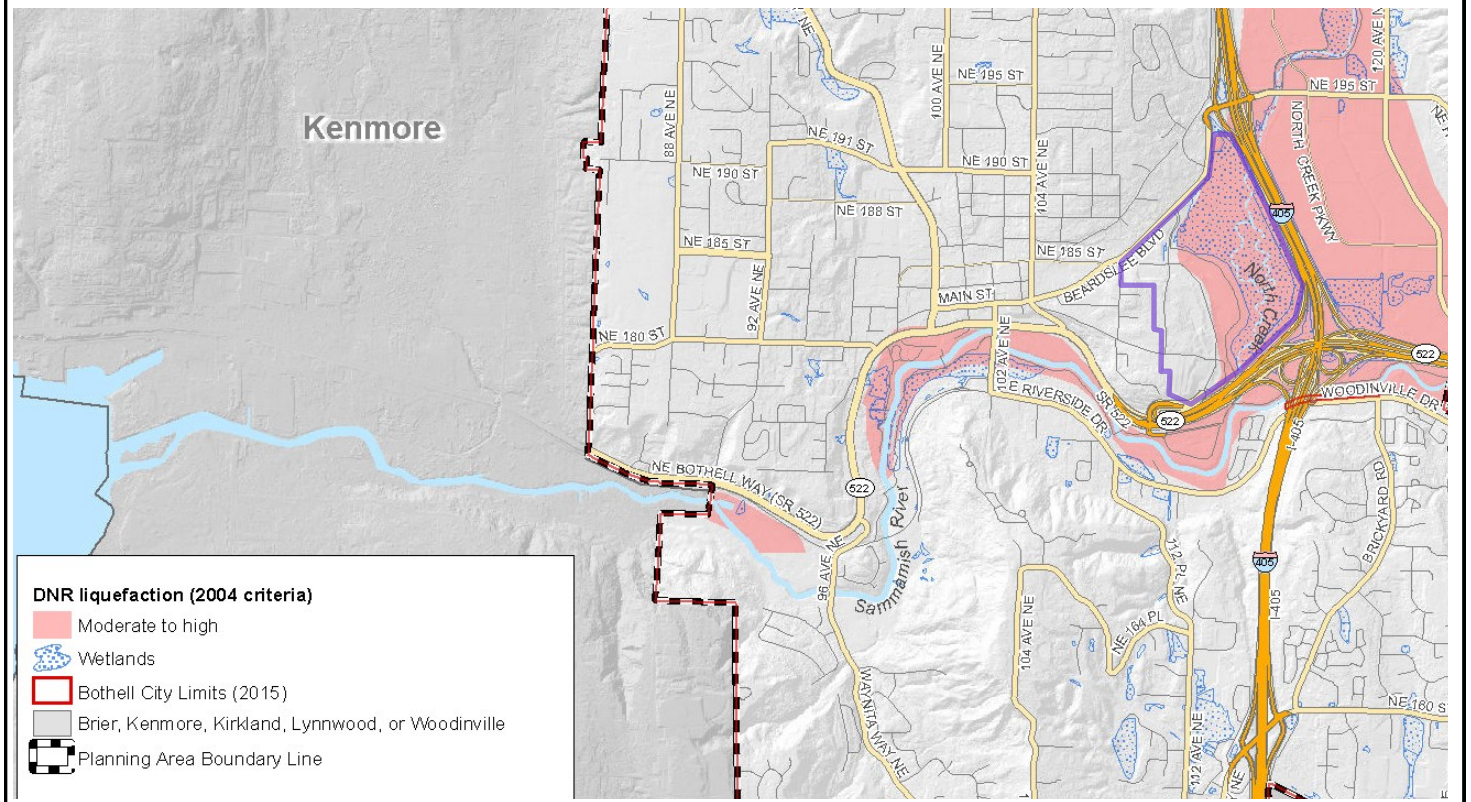 Kenmore
NE 195 ST
120 AVE N
100 AVE NE
NE 195 ST
NORTH CREEK PKWY
88 AVE NE
NE 191 ST
NE 190 ST
NE 190 ST
104 AVE NE
NE 188 ST
405
NE 185 ST
NE 185 ST
BEARDSLEE BLVD
North Creek
92 AVE NE
MAIN ST
NE 180 ST
102 AVE NE
522
E RIVERSIDE DR
SR 522
522
WOODINVILLE DR
I-405
NE BOTHELL WAY (SR 522)
522
BRICKYARD RD
96 AVE NE
Sammamish River
112 PL NE
405
I-405
104 AVE NE
NE 164 PL
WAYNITA WAY NE
112 AVE NE
NE 160 S
NE
DNR liquefaction (2004 criteria)
Moderate to high
Wetlands
Bothell City Limits (2015)
Brier, Kenmore, Kirkland, Lynnwood, or Woodinville
Planning Area Boundary Line